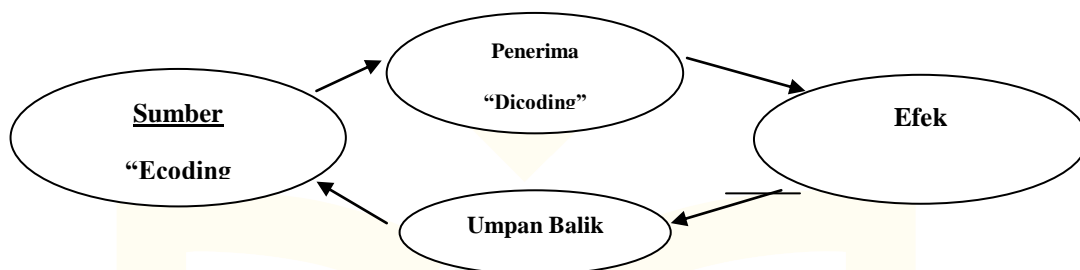 Penerima
“Dicoding”
Sumber
“Ecoding
Efek
Umpan Balik